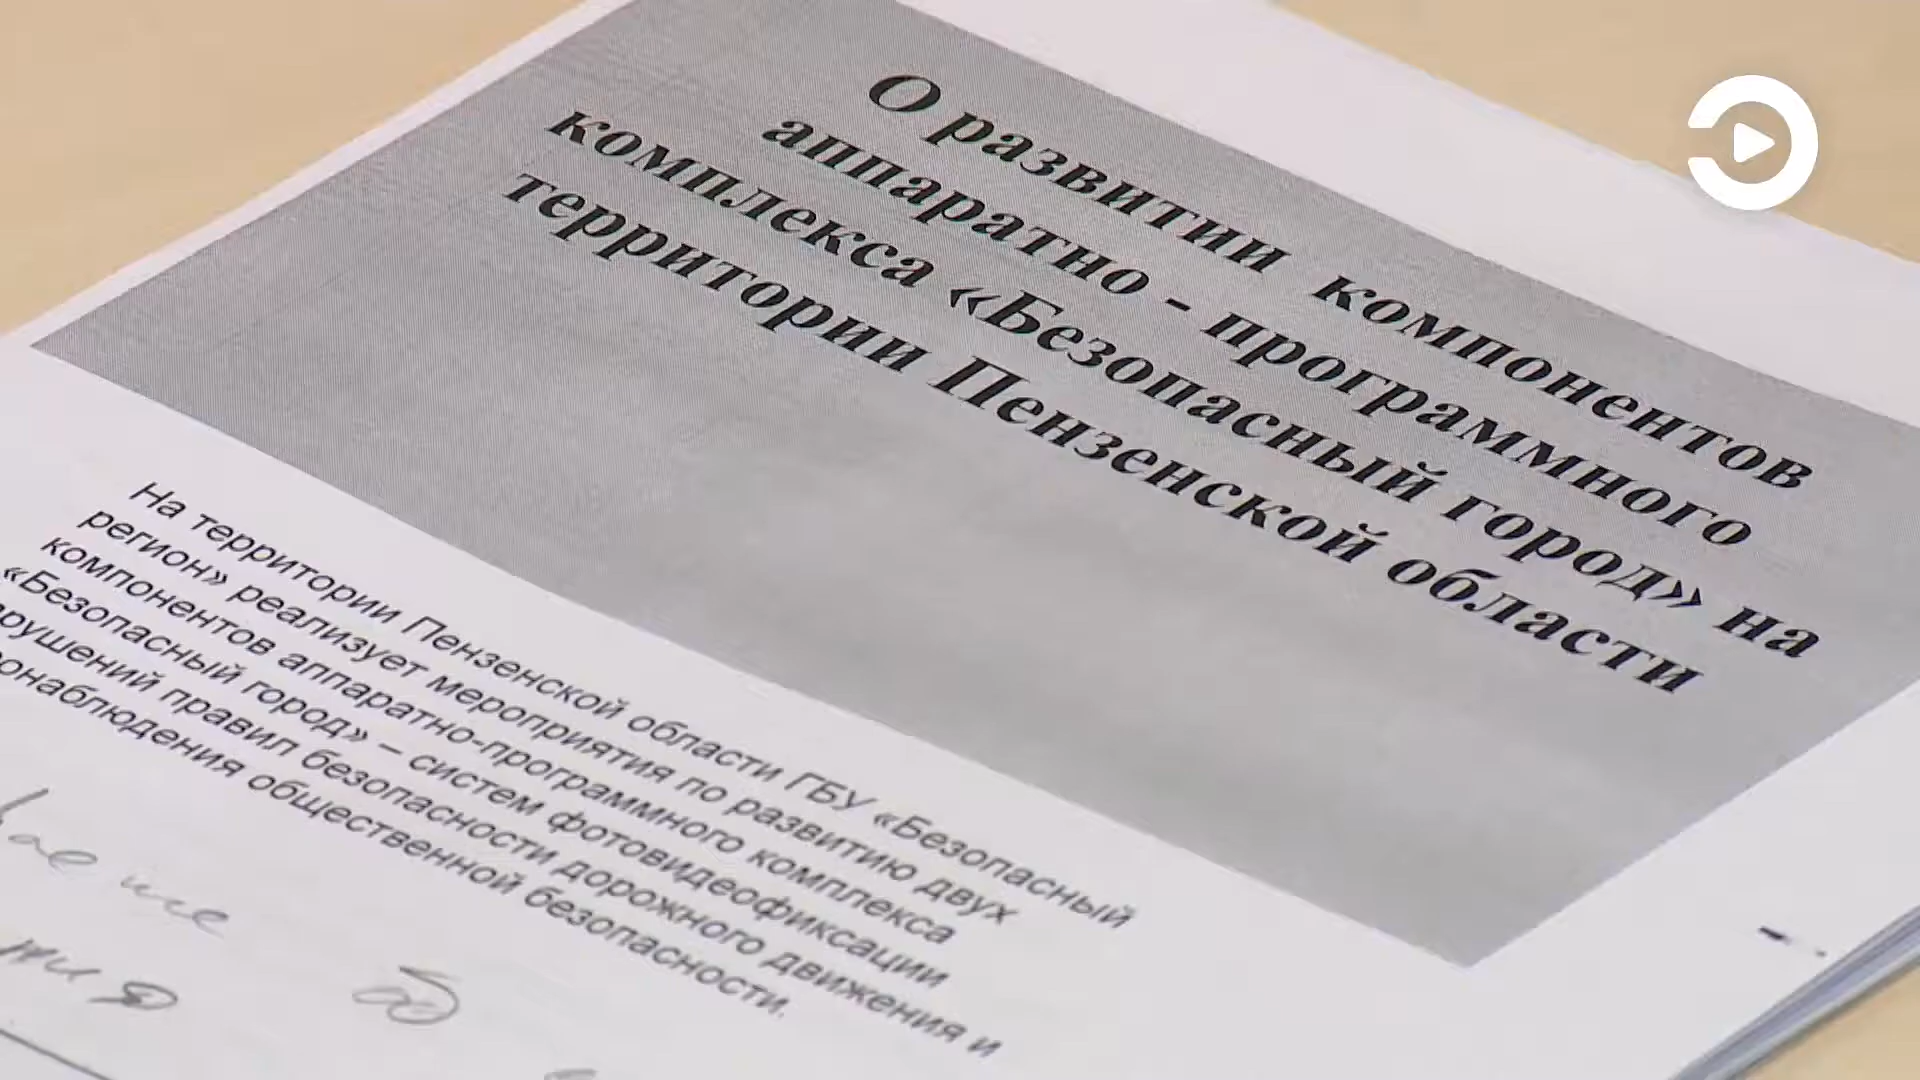 О развитии компонентов
аппаратно - программного
комплекса «Безопасный город» на
территории Пензенской области
На территории Пензенской области ГБУ «Безопасный
регион» реализует мероприятия по развитию двух
компонентов аппаратно-программного комплекса
«Безопасный город» – систем фотовидеофиксации
рушений правил безопасности дорожного движения и
онаблюдения общественной безопасности.